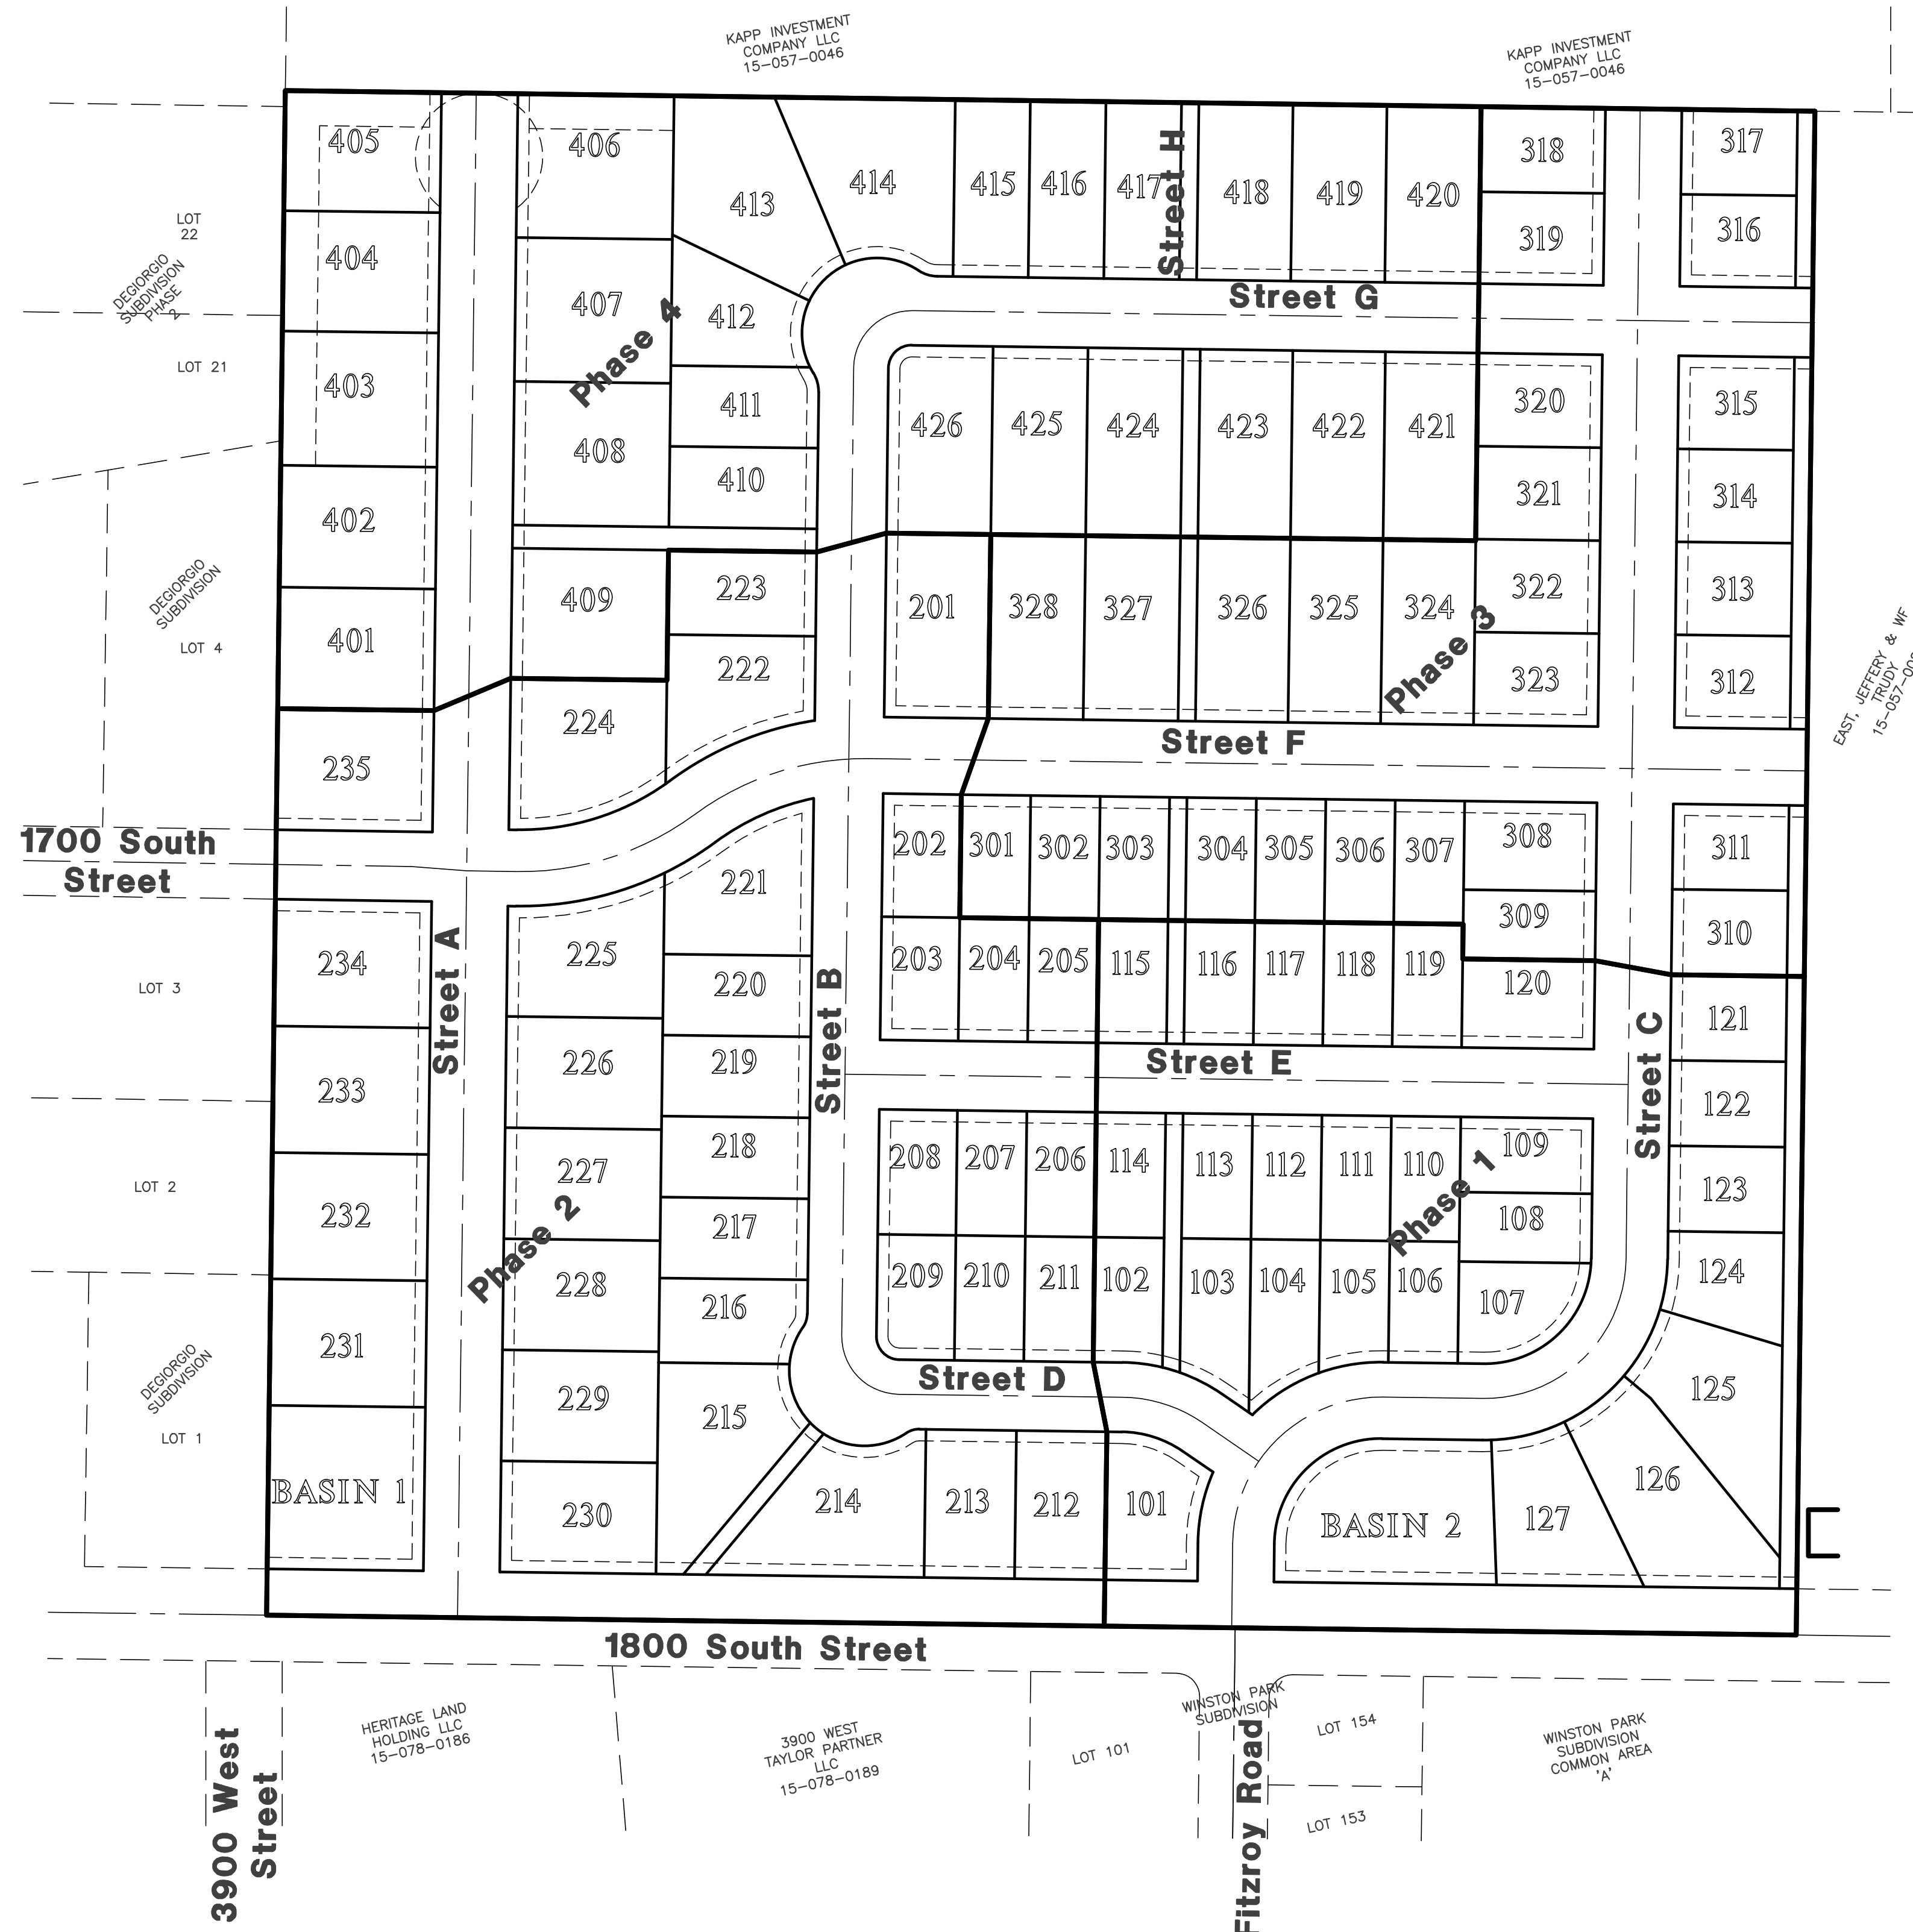 KAPP INVESTMENT
COMPANY LLC
15-057-0046
KAPP INVESTMENT
COMPANY LLC
15-057-0046
405
406
413
414
415
416
417
Street H
418
419
420
318
317
319
316
LOT
22
404
DEGIORGIO
SUBDIVISION
PHASE
2
407
Phase 4
412
Street G
LOT 21
403
411
408
410
426
425
424
423
422
421
320
315
321
314
402
DEGIORGIO
SUBDIVISION
LOT 4
401
409
223
222
201
328
327
326
325
324
Phase 3
322
313
323
312
EAST, JEFFERY & WF
TRUDY
235
224
Street F
1700 South
Street
221
202
301
302
303
304
305
306
307
308
311
309
310
234
Street A
225
220
Street B
203
204
205
115
116
117
118
119
120
121
LOT 3
Street C
233
226
219
Street E
122
218
208
207
206
114
113
112
111
110
109
Phase 1
123
LOT 2
232
227
Phase 2
217
108
228
216
209
210
211
102
103
104
105
106
107
124
231
DEGIORGIO
SUBDIVISION
LOT 1
229
215
Street D
125
BASIN 1
230
214
213
212
101
BASIN 2
127
126
1800 South Street
3900 West
Street
HERITAGE LAND
HOLDING LLC
15-078-0186
3900 WEST
TAYLOR PARTNER
LLC
15-078-0189
LOT 101
WINSTON PARK
SUBDIVISION
Fitzroy Road
LOT 154
LOT 153
WINSTON PARK
SUBDIVISION
COMMON AREA
'A'